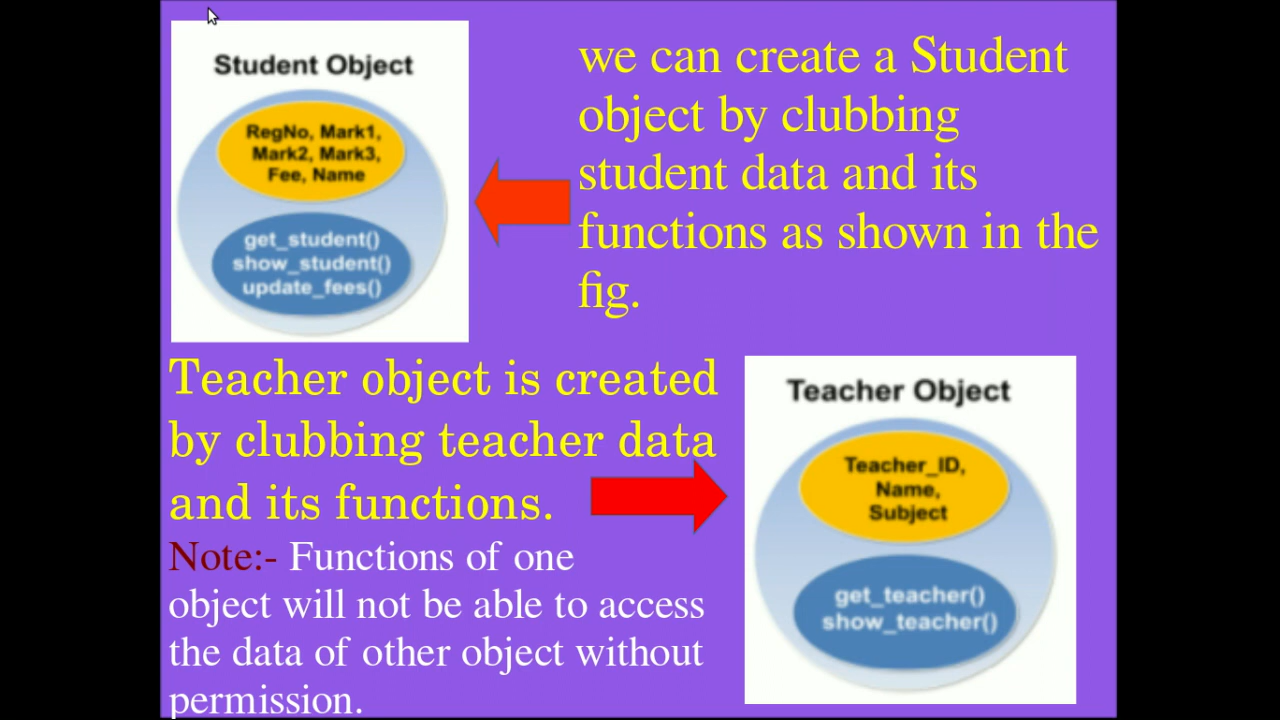 Student Object
RegNo, Mark1,
Mark2, Mark3,
Fee, Name
get_student()
show_student()
update_fees()
we can create a Student
object by clubbing
student data and its
functions as shown in the
fig.
Teacher object is created
by clubbing teacher data
and its functions.
Note:- Functions of one
object will not be able to access
the data of other object without
permission.
Teacher Object
Teacher_ID,
Name,
Subject
get_teacher()
show_teacher()